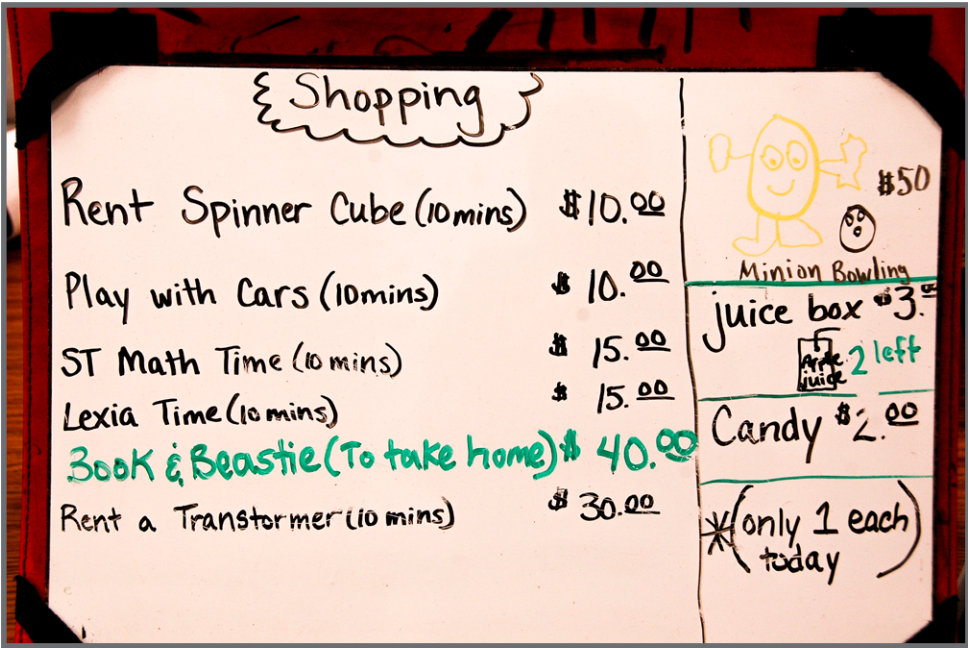 Shopping
Rent Spinner Cube (10 mins) $10.00
Play with Cars (10mins) $10.00
ST Math Time (10 mins) $15.00
Lexia Time (10 mins) $15.00
Book & Beastie (To take home) $40.00
Rent a Transformer (10 mins) $30.00
$50
Minion Bowling
juice box $3.00
Apple
juice
2 left
Candy $2.00
*(only 1 each
today)